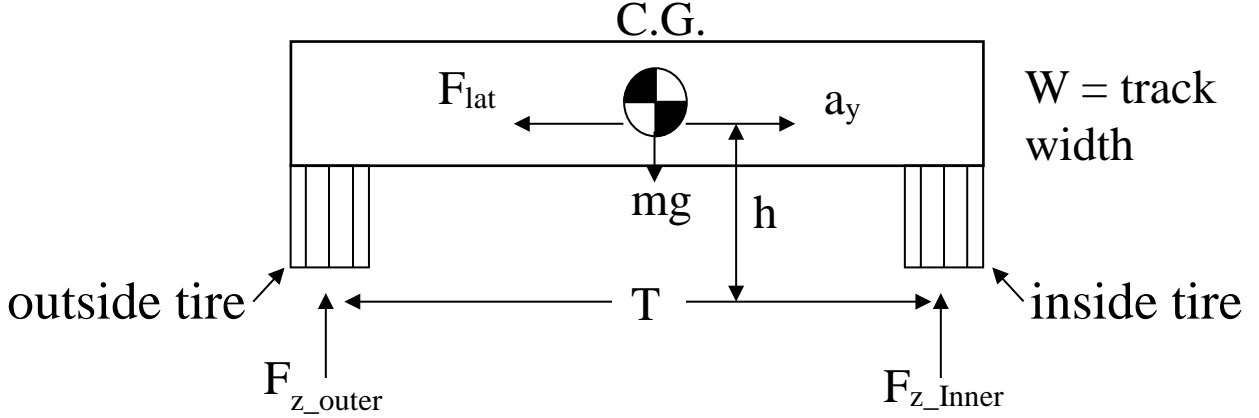 C.G.
F_lat a_y
W = track
width
mg h
outside tire T inside tire
F_z_outer F_z_Inner